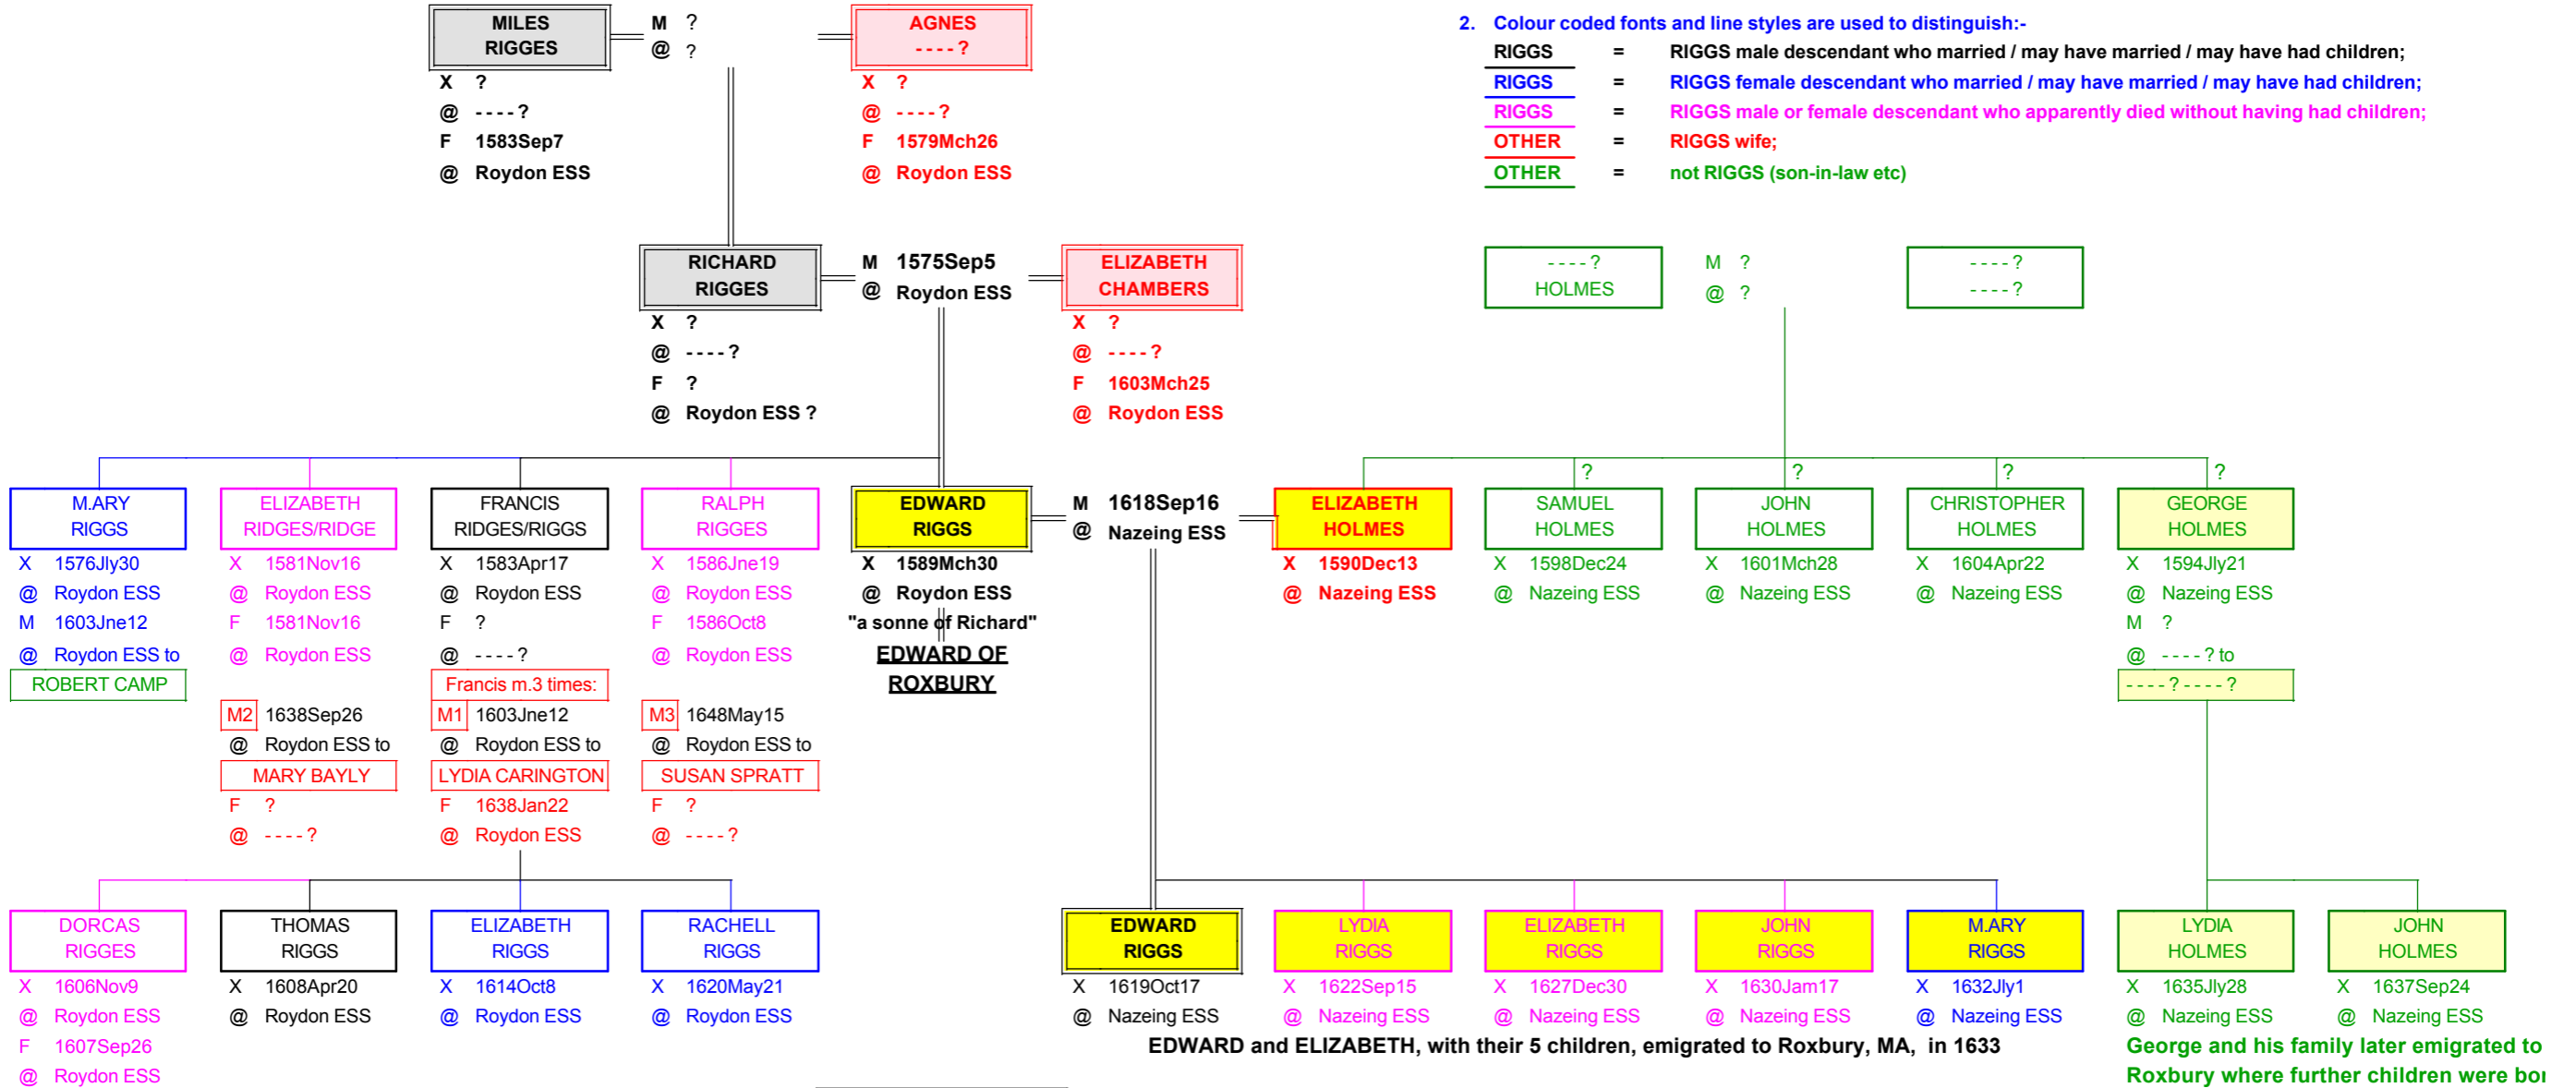 MILES
RIGGES
M ?
@ ?
AGNES
- - - - ?
X ?
@ - - - - ?
F 1583Sep7
@ Roydon ESS
X ?
@ - - - - ?
F 1579Mch26
@ Roydon ESS
2. Colour coded fonts and line styles are used to distinguish:-
RIGGS = RIGGS male descendant who married / may have married / may have had children;
RIGGS = RIGGS female descendant who married / may have married / may have had children;
RIGGS = RIGGS male or female descendant who apparently died without having had children;
OTHER = RIGGS wife;
OTHER = not RIGGS (son-in-law etc)
RICHARD
RIGGES
M 1575Sep5
@ Roydon ESS
ELIZABETH
CHAMBERS
X ?
@ - - - - ?
F ?
@ Roydon ESS ?
X ?
@ - - - - ?
F 1603Mch25
@ Roydon ESS
- - - - ?
HOLMES
M ?
@ ?
- - - - ?
- - - - ?
M.ARY
RIGGS
X 1576Jly30
@ Roydon ESS
M 1603Jne12
@ Roydon ESS to
ROBERT CAMP
ELIZABETH
RIDGES/RIDGE
X 1581Nov16
@ Roydon ESS
F 1581Nov16
@ Roydon ESS
FRANCIS
RIDGES/RIGGS
X 1583Apr17
@ Roydon ESS
F ?
@ - - - - ?
Francis m.3 times:
RALPH
RIGGES
X 1586Jne19
@ Roydon ESS
F 1586Oct8
@ Roydon ESS
EDWARD
RIGGS
X 1589Mch30
@ Roydon ESS
"a sonne of Richard"
EDWARD OF
ROXBURY
M 1618Sep16
@ Nazeing ESS
ELIZABETH
HOLMES
X 1590Dec13
@ Nazeing ESS
?
SAMUEL
HOLMES
X 1598Dec24
@ Nazeing ESS
?
JOHN
HOLMES
X 1601Mch28
@ Nazeing ESS
?
CHRISTOPHER
HOLMES
X 1604Apr22
@ Nazeing ESS
?
GEORGE
HOLMES
X 1594Jly21
@ Nazeing ESS
M ?
@ - - - - ? to
- - - - ? - - - - ?
M2 1638Sep26
@ Roydon ESS to
MARY BAYLY
F ?
@ - - - - ?
M1 1603Jne12
@ Roydon ESS to
LYDIA CARINGTON
F 1638Jan22
@ Roydon ESS
M3 1648May15
@ Roydon ESS to
SUSAN SPRATT
F ?
@ - - - - ?
DORCAS
RIGGES
X 1606Nov9
@ Roydon ESS
F 1607Sep26
@ Roydon ESS
THOMAS
RIGGS
X 1608Apr20
@ Roydon ESS
ELIZABETH
RIGGS
X 1614Oct8
@ Roydon ESS
RACHELL
RIGGS
X 1620May21
@ Roydon ESS
EDWARD
RIGGS
X 1619Oct17
@ Nazeing ESS
LYDIA
RIGGS
X 1622Sep15
@ Nazeing ESS
ELIZABETH
RIGGS
X 1627Dec30
@ Nazeing ESS
JOHN
RIGGS
X 1630Jam17
@ Nazeing ESS
M.ARY
RIGGS
X 1632Jly1
@ Nazeing ESS
EDWARD and ELIZABETH, with their 5 children, emigrated to Roxbury, MA, in 1633
LYDIA
HOLMES
X 1635Jly28
@ Nazeing ESS
JOHN
HOLMES
X 1637Sep24
@ Nazeing ESS
George and his family later emigrated to
Roxbury where further children were